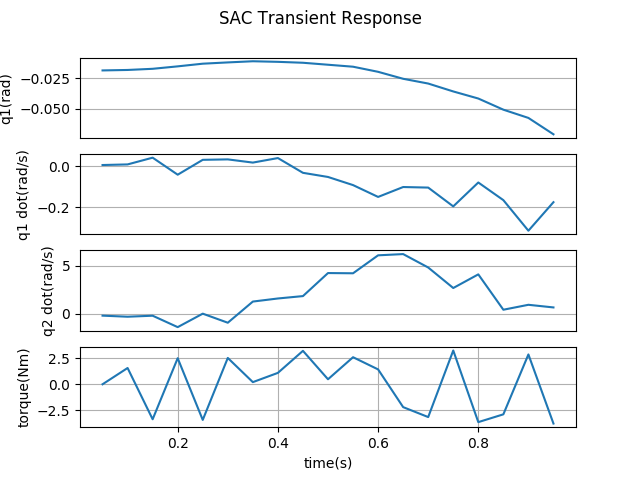 SAC Transient Response
q1(rad)
−0.025
−0.050
q1 dot(rad/s)
0.0
−0.2
q2 dot(rad/s)
5
0
torque(Nm)
2.5
0.0
−2.5
0.2 0.4 0.6 0.8
time(s)